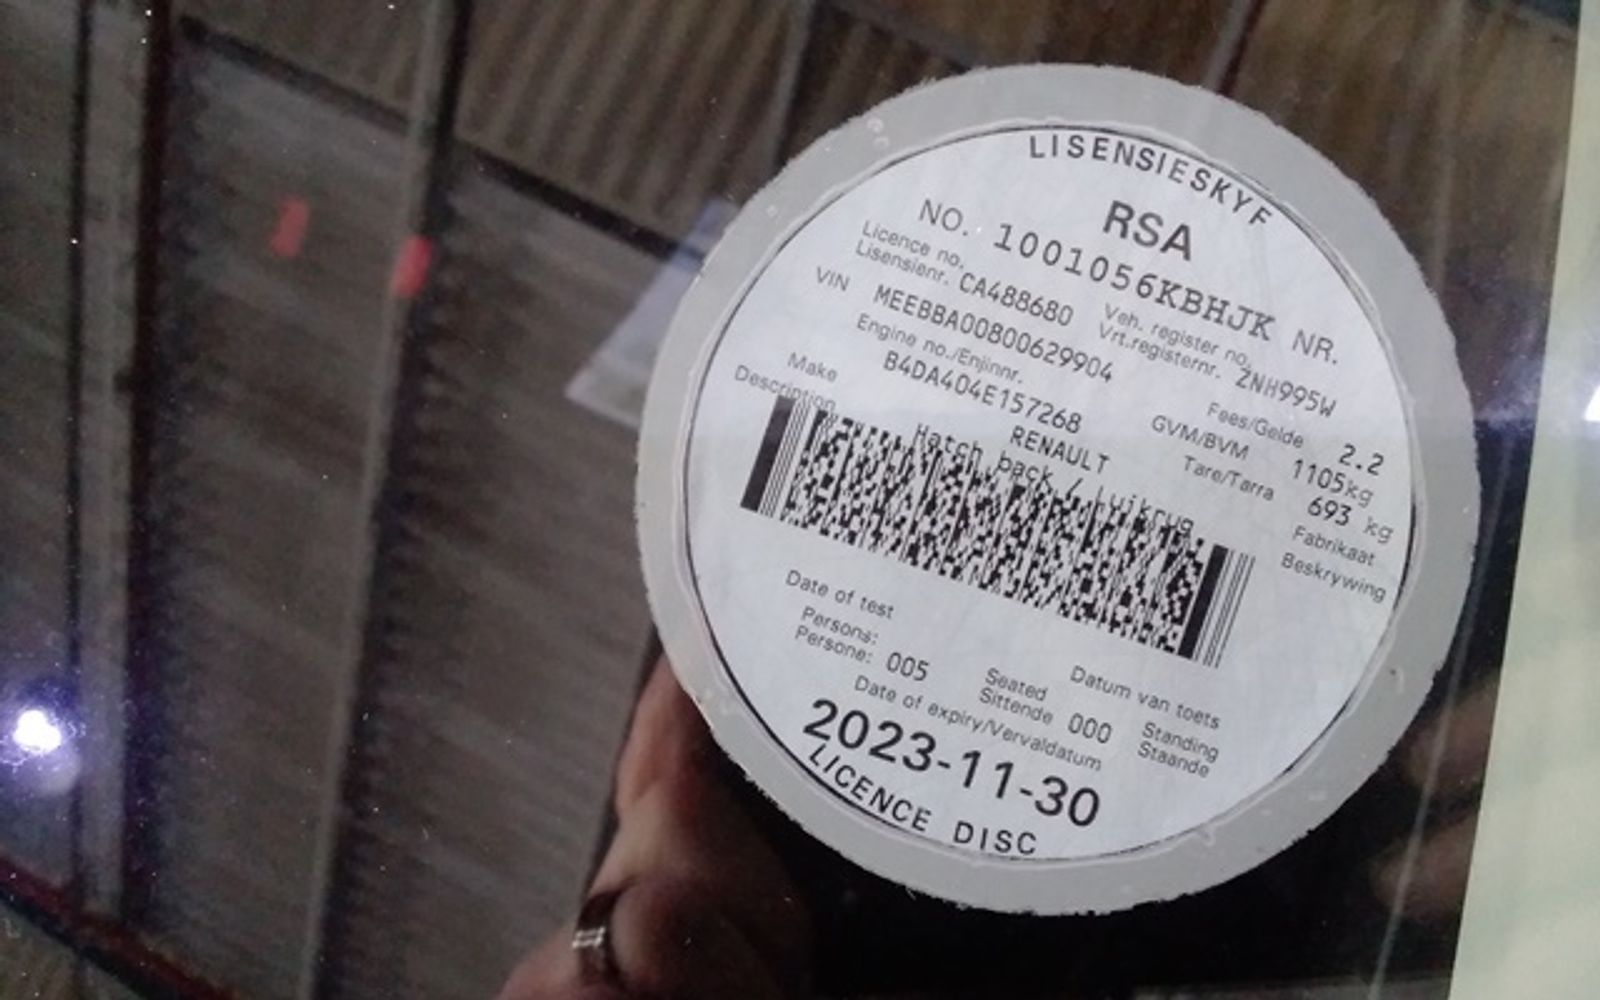 LISENSIESKYF
RSA
NO. 1001056KBHJK NR.
Licence no.
Lisensienr. CA488680
Veh. register no.
Vrt.registernr. ZNH995W
VIN MEEBBA00800629904
Engine no./Enjinnr.
B4DA404E157268
Fees/Gelde 2.2
GVM/BVM 1105kg
Tare/Tarra 693 kg
Make RENAULT Fabrikaat
Description Hatch back / Luikrug Beskrywing
Date of test Datum van toets
Persons:
Persone: 005
Seated
Sittende 000
Standing
Staande
Date of expiry/Vervaldatum
2023-11-30
LICENCE DISC